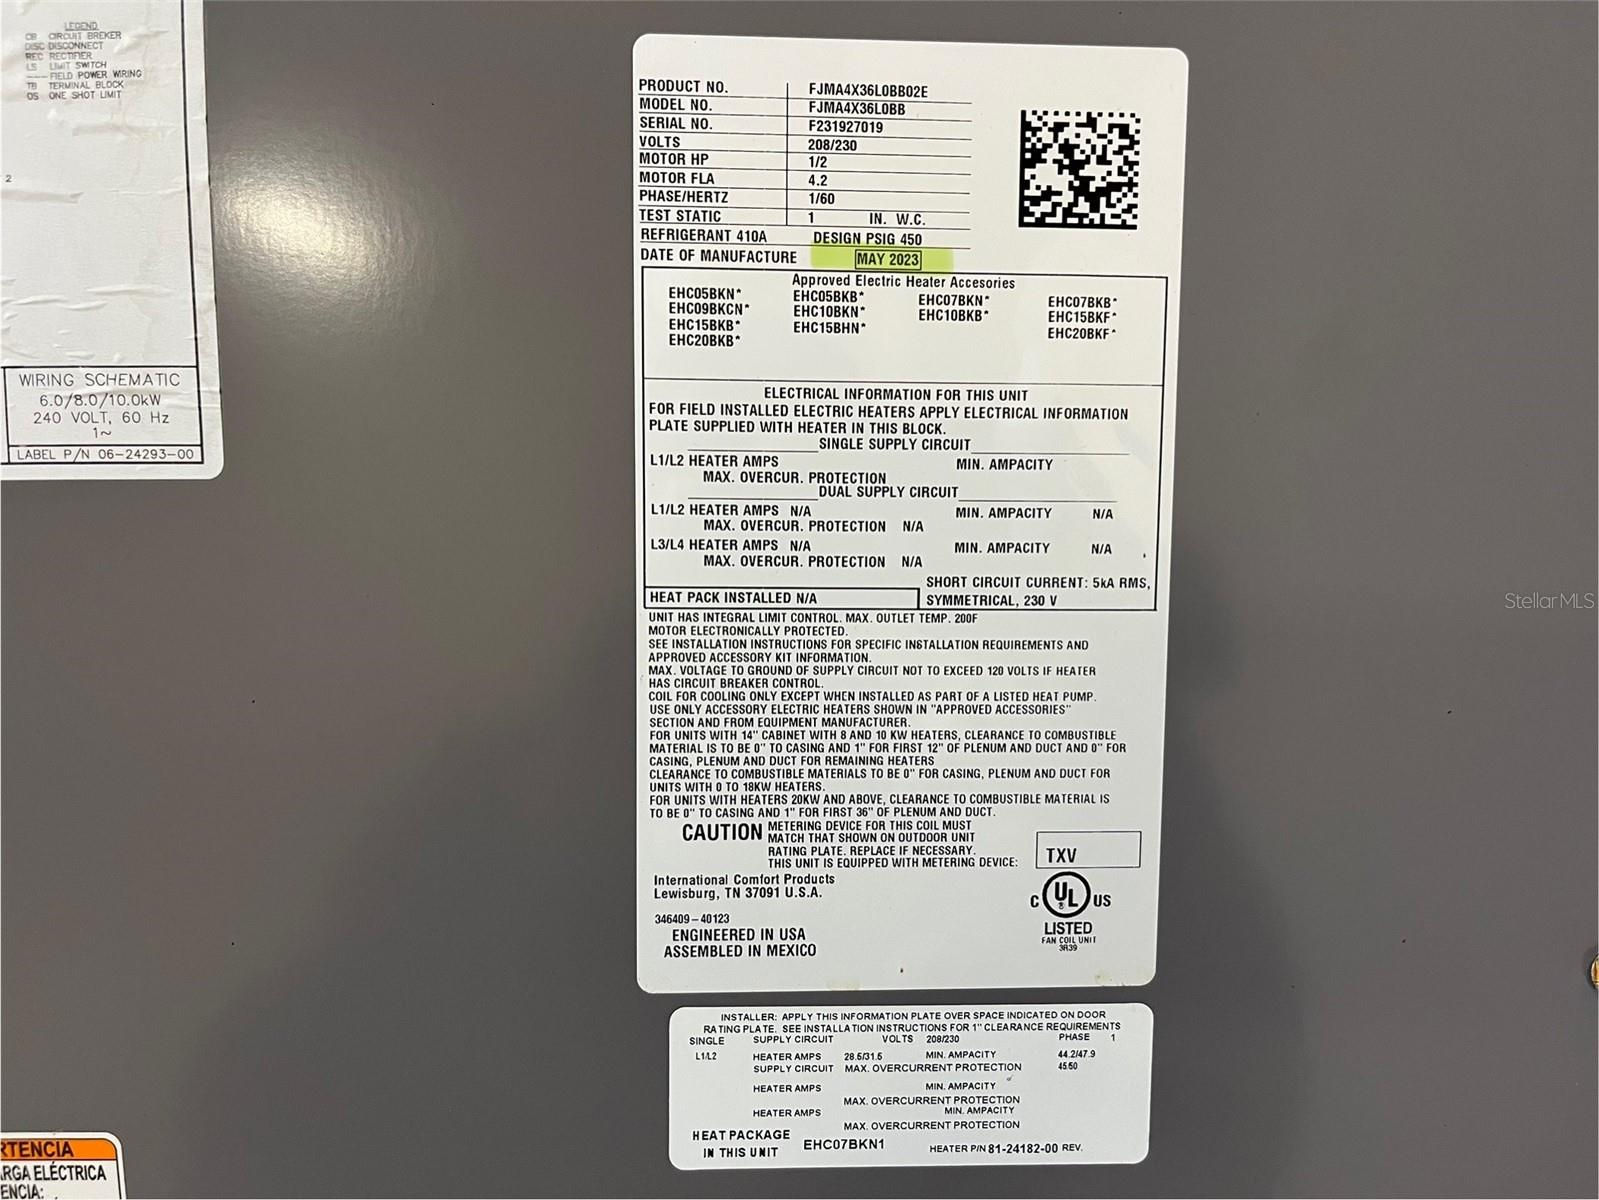 LEGEND
CB CIRCUIT BREKER
DISC DISCONNECT
REC RECTIFIER
LS LIMIT SWITCH
FIELD POWER WIRING
TB TERMINAL BLOCK
OS ONE SHOT LIMIT
2
WIRING SCHEMATIC
6.0/8.0/10.0kW
240 VOLT, 60 Hz
1~
LABEL P/N 06-24293-00
PRODUCT NO. FJMA4X36L0BB02E
MODEL NO. FJMA4X36L0BB
SERIAL NO. F231927019
VOLTS 208/230
MOTOR HP 1/2
MOTOR FLA 4.2
PHASE/HERTZ 1/60
TEST STATIC 1 IN. W.C.
REFRIGERANT 410A DESIGN PSIG 450
DATE OF MANUFACTURE MAY 2023
Approved Electric Heater Accesories
EHC05BKN* EHC05BKB* EHC07BKN* EHC07BKB*
EHC09BKCN* EHC10BKN* EHC10BKB* EHC15BKF*
EHC15BKB* EHC15BHN* EHC20BKF*
EHC20BKB*
ELECTRICAL INFORMATION FOR THIS UNIT
FOR FIELD INSTALLED ELECTRIC HEATERS APPLY ELECTRICAL INFORMATION
PLATE SUPPLIED WITH HEATER IN THIS BLOCK.
SINGLE SUPPLY CIRCUIT
L1/L2 HEATER AMPS MIN. AMPACITY
MAX. OVERCUR. PROTECTION
DUAL SUPPLY CIRCUIT
L1/L2 HEATER AMPS N/A MIN. AMPACITY N/A
MAX. OVERCUR. PROTECTION N/A
L3/L4 HEATER AMPS N/A MIN. AMPACITY N/A
MAX. OVERCUR. PROTECTION N/A
SHORT CIRCUIT CURRENT: 5kA RMS,
HEAT PACK INSTALLED N/A SYMMETRICAL, 230 V
UNIT HAS INTEGRAL LIMIT CONTROL. MAX. OUTLET TEMP. 200F
MOTOR ELECTRONICALLY PROTECTED.
SEE INSTALLATION INSTRUCTIONS FOR SPECIFIC INSTALLATION REQUIREMENTS AND
APPROVED ACCESSORY KIT INFORMATION.
MAX. VOLTAGE TO GROUND OF SUPPLY CIRCUIT NOT TO EXCEED 120 VOLTS IF HEATER
HAS CIRCUIT BREAKER CONTROL.
COIL FOR COOLING ONLY EXCEPT WHEN INSTALLED AS PART OF A LISTED HEAT PUMP.
USE ONLY ACCESSORY ELECTRIC HEATERS SHOWN IN "APPROVED ACCESSORIES"
SECTION AND FROM EQUIPMENT MANUFACTURER.
FOR UNITS WITH 14" CABINET WITH 8 AND 10 KW HEATERS, CLEARANCE TO COMBUSTIBLE
MATERIAL IS TO BE 0" TO CASING AND 1" FOR FIRST 12" OF PLENUM AND DUCT AND 0" FOR
CASING, PLENUM AND DUCT FOR REMAINING HEATERS
CLEARANCE TO COMBUSTIBLE MATERIALS TO BE 0" FOR CASING, PLENUM AND DUCT FOR
UNITS WITH 0 TO 18KW HEATERS.
FOR UNITS WITH HEATERS 20KW AND ABOVE, CLEARANCE TO COMBUSTIBLE MATERIAL IS
TO BE 0" TO CASING AND 1" FOR FIRST 36" OF PLENUM AND DUCT.
CAUTION METERING DEVICE FOR THIS COIL MUST
MATCH THAT SHOWN ON OUTDOOR UNIT
RATING PLATE. REPLACE IF NECESSARY.
THIS UNIT IS EQUIPPED WITH METERING DEVICE: TXV
International Comfort Products
Lewisburg, TN 37091 U.S.A.
C UL US
® LISTED
FAN COIL UNIT
3R39
346409-40123
ENGINEERED IN USA
ASSEMBLED IN MEXICO
INSTALLER: APPLY THIS INFORMATION PLATE OVER SPACE INDICATED ON DOOR
RATING PLATE. SEE INSTALLATION INSTRUCTIONS FOR 1" CLEARANCE REQUIREMENTS
SINGLE SUPPLY CIRCUIT VOLTS 208/230 PHASE 1
L1/L2 HEATER AMPS 28.5/31.5 MIN. AMPACITY 44.2/47.9
SUPPLY CIRCUIT MAX. OVERCURRENT PROTECTION 45.50
HEATER AMPS MIN. AMPACITY
MAX. OVERCURRENT PROTECTION
HEATER AMPS MIN. AMPACITY
MAX. OVERCURRENT PROTECTION
HEAT PACKAGE
IN THIS UNIT EHC07BKN1 HEATER P/N 81-24182-00 REV.
RTENCIA
ARGA ELÉCTRICA
ENCIA:
StellarMLS